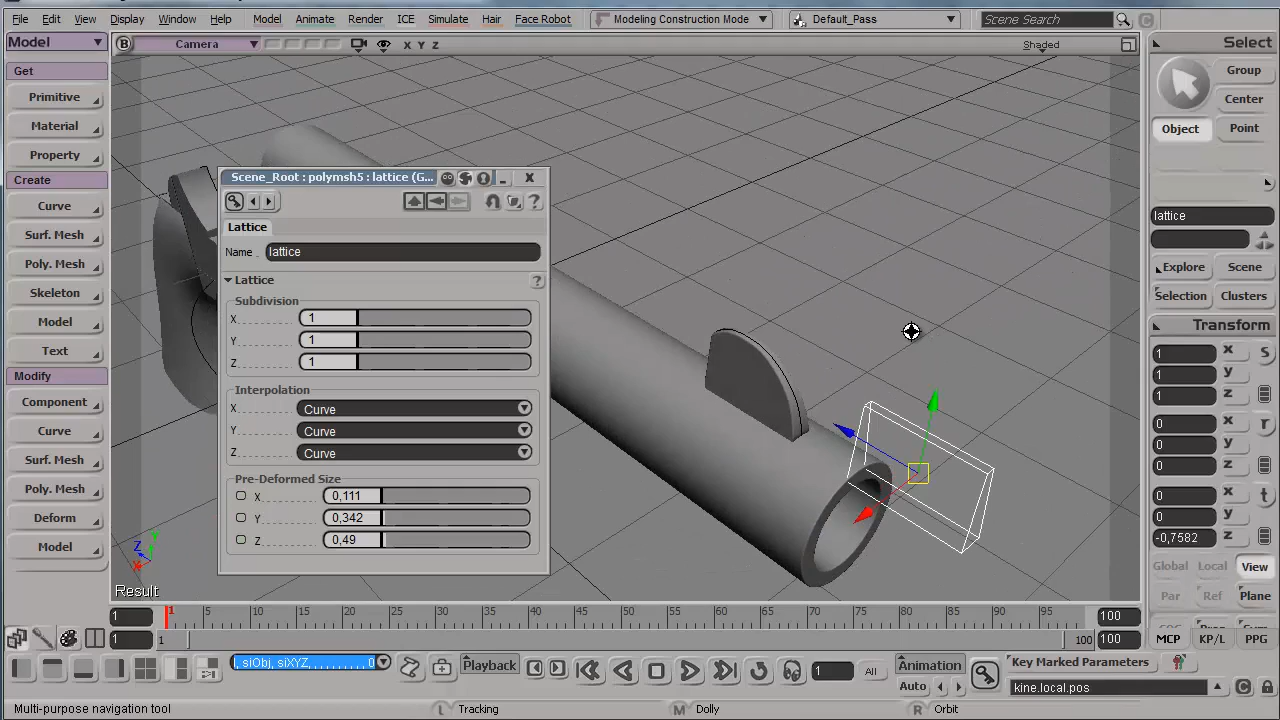 File Edit Display Window Help Model Animate Render ICE Simulate Hair Face Robot Modeling Construction Mode Default_Pass Scene Search C
Model B Camera X Y Z Shaded Select
Get
Group
Primitive
Center
Material
Object Point
Property
Scene_Root : polymsh5 : lattice (G...
Create
Curve
?
lattice
Surf. Mesh
Lattice
Name lattice
Poly. Mesh
Explore Scene
Lattice ?
Skeleton
Selection Clusters
Subdivision
Model
X 1
Transform
Text
Y 1
1 x s
Z 1
1 y
Modify
1 z
Interpolation
Component
X Curve
0 x r
Curve
Y Curve
0 y
Surf. Mesh
Z Curve
0 z
Poly. Mesh
Pre-Deformed Size
Deform
X 0,111
0 x t
Model
Y 0,342
0 y
Z 0,49
-0,7582 z
Z Y X
Global Local View
Result
Par Ref Plane
1 1 5 10 15 20 25 30 35 40 45 50 55 60 65 70 75 80 85 90 95 100
1 1 100 100
MCP KP/L PPG
, siObj, siXYZ, 0 Playback 1 All Animation Key Marked Parameters
Auto kine.local.pos C
Multi-purpose navigation tool L Tracking M Dolly R Orbit